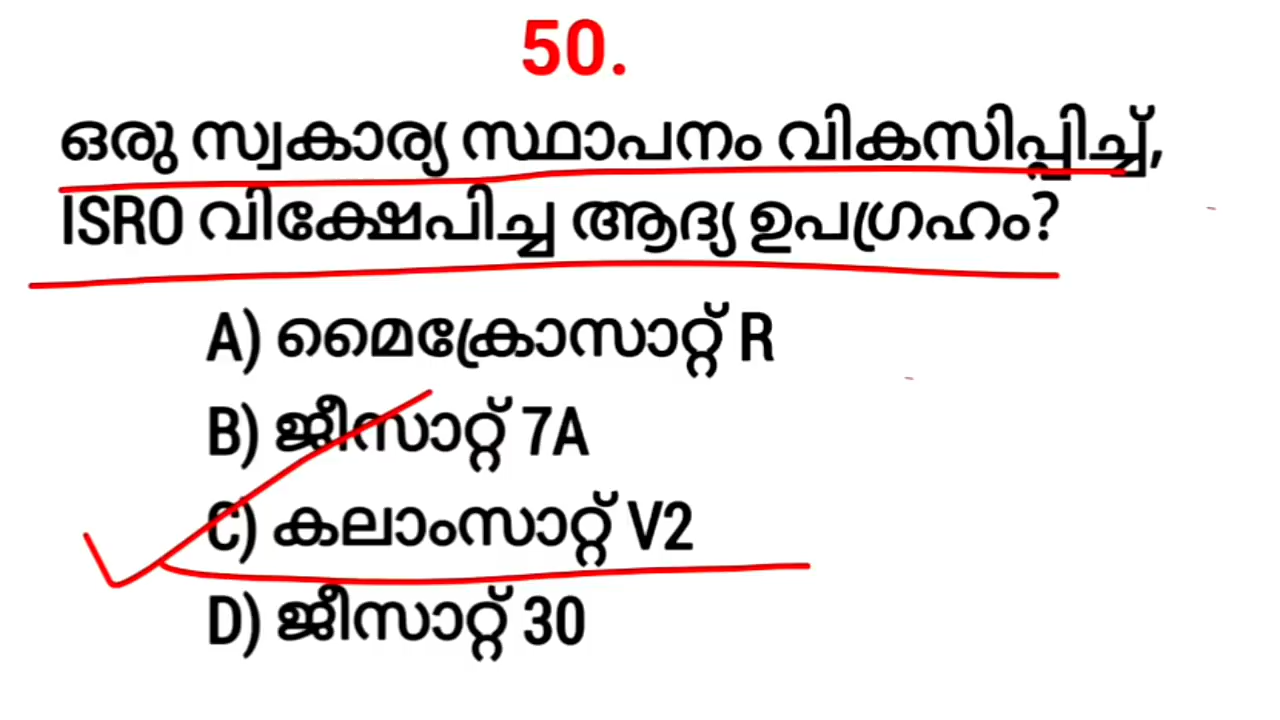 50.
ഒരു സ്വകാര്യ സ്ഥാപനം വികസിപ്പിച്ച്,
ISRO വിക്ഷേപിച്ച ആദ്യ ഉപഗ്രഹം?
A) മൈക്രോസാറ്റ് R
B) ജീസാറ്റ് 7A
C) കലാംസാറ്റ് V2
D) ജീസാറ്റ് 30